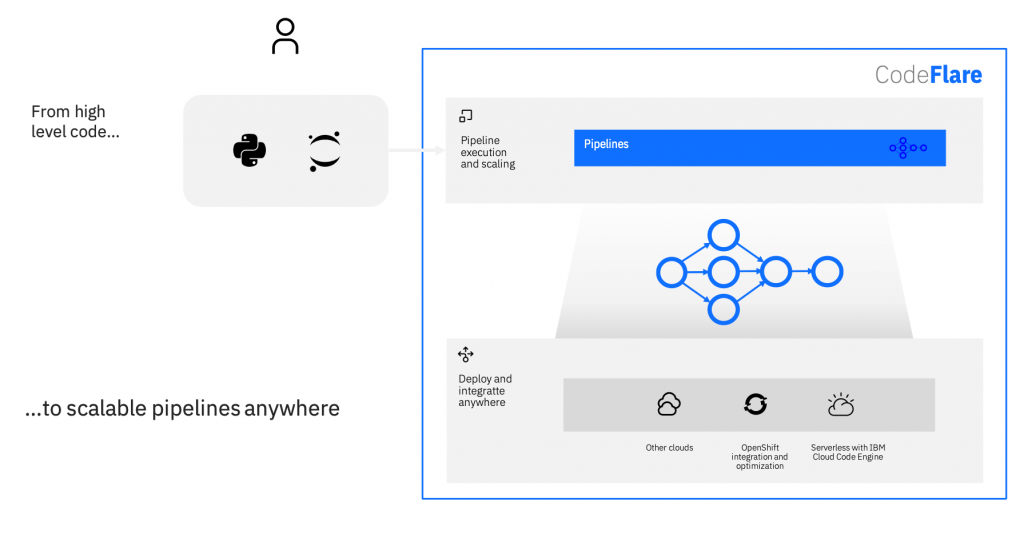 From high
level code...
CodeFlare
Pipeline
execution
and scaling
Pipelines
Deploy and
integratte
anywhere
...to scalable pipelines anywhere
Other clouds
OpenShift
integration and
optimization
Serverless with IBM
Cloud Code Engine